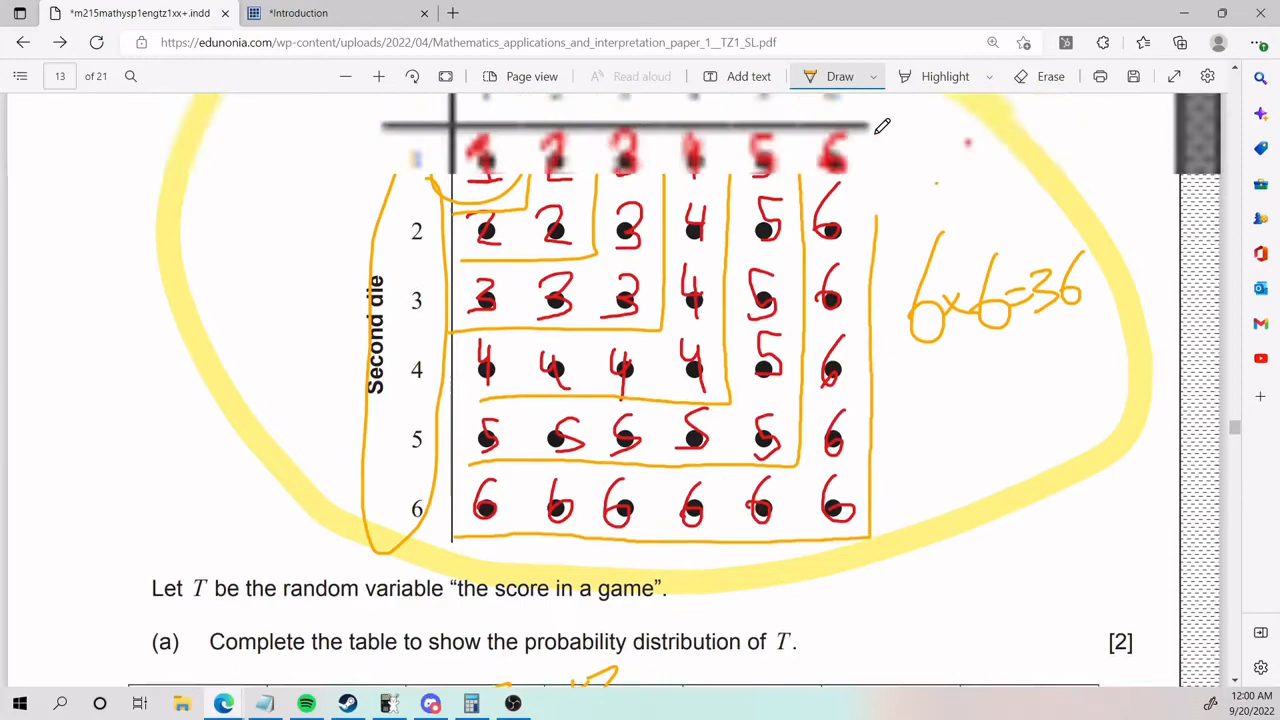 *m215mathysp1engtz1xx+.indd
*Introduction
https://edunonia.com/wp-content/uploads/2022/04/Mathematics_applications_and_interpretation_paper_1__TZ1_SL.pdf
13 of 21
Page view
Read aloud
Add text
Draw
Highlight
Erase
1 2 3 4 5 6
2 2 2 3 4 5 6
3 3 3 3 4 5 6
4 4 4 4 4 5 6
5 5 5 5 5 5 6
6 6 6 6 6 6 6
Second die
6x6=36
Let T be the random variable "the score in a game".
(a) Complete the table to show the probability distribution of T. [2]
12:00 AM
9/20/2022